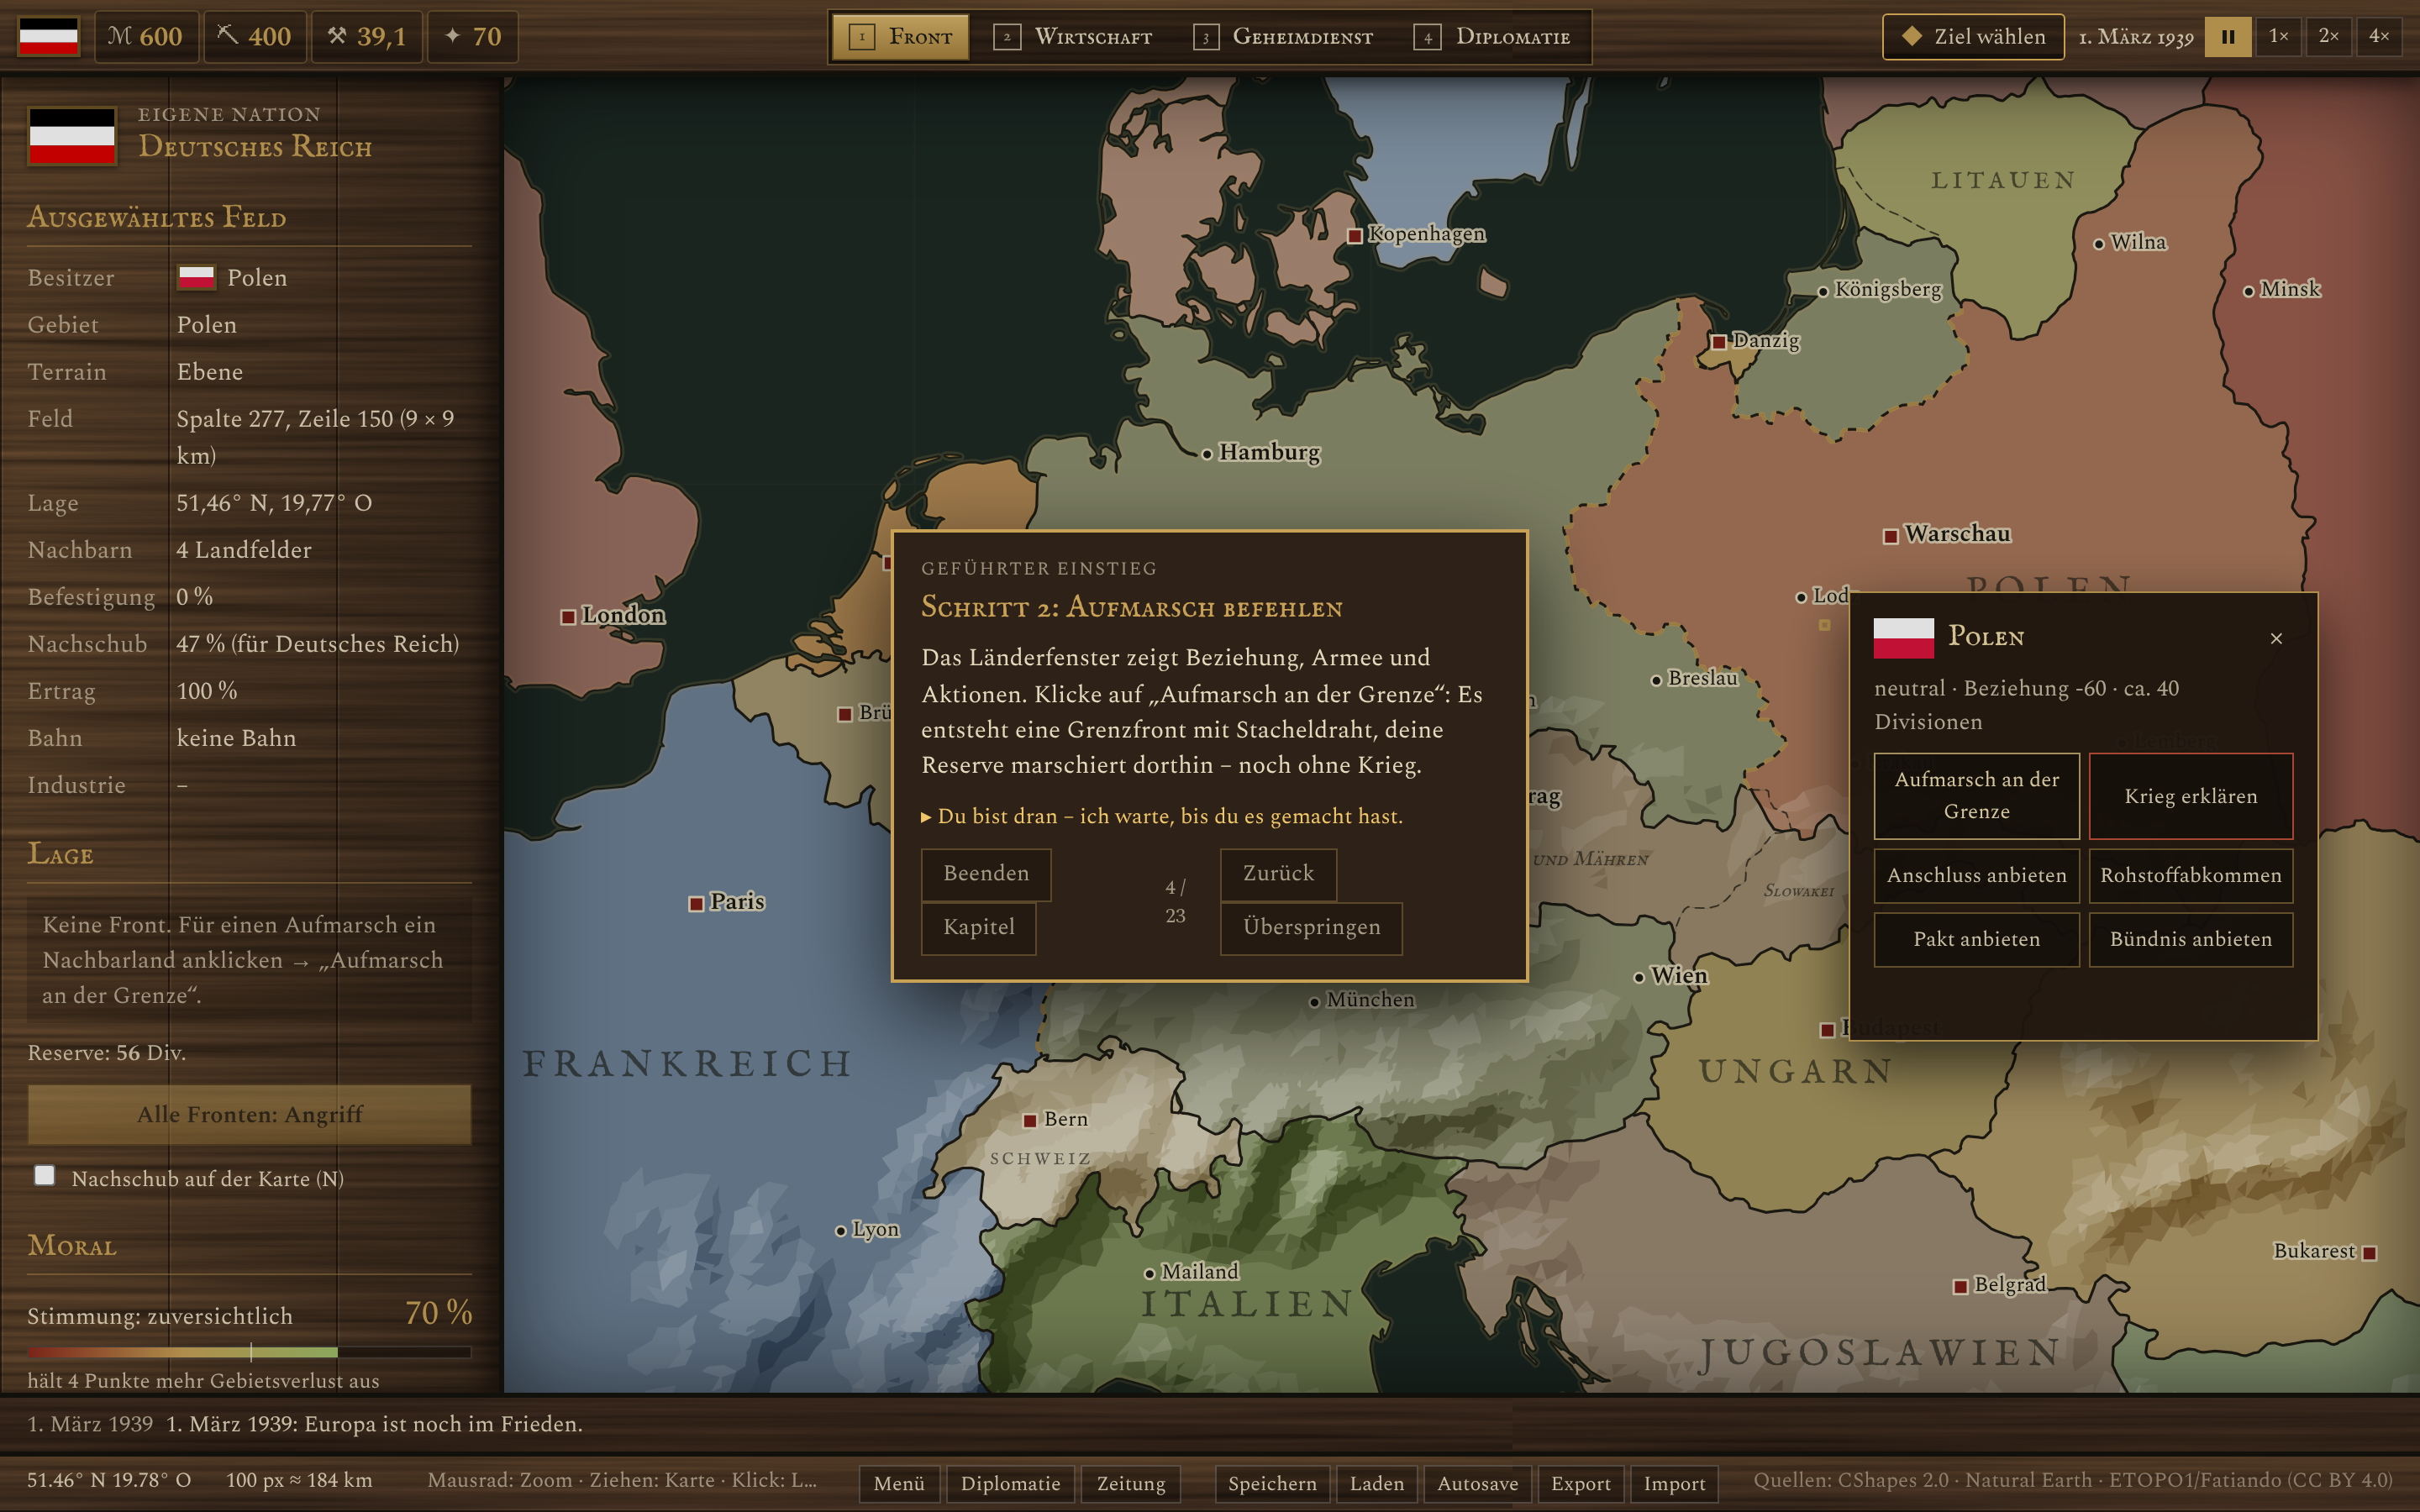 ℳ 600
400
39,1
70
1 Front
2 Wirtschaft
3 Geheimdienst
4 Diplomatie
Ziel wählen
1. März 1939
1×
2×
4×
EIGENE NATION
Deutsches Reich
Ausgewähltes Feld
Besitzer Polen
Gebiet Polen
Terrain Ebene
Feld Spalte 277, Zeile 150 (9 × 9
km)
Lage 51,46° N, 19,77° O
Nachbarn 4 Landfelder
Befestigung 0 %
Nachschub 47 % (für Deutsches Reich)
Ertrag 100 %
Bahn keine Bahn
Industrie –
Lage
Keine Front. Für einen Aufmarsch ein
Nachbarland anklicken → „Aufmarsch
an der Grenze“.
Reserve: 56 Div.
Alle Fronten: Angriff
Nachschub auf der Karte (N)
Moral
Stimmung: zuversichtlich 70 %
hält 4 Punkte mehr Gebietsverlust aus
LITAUEN
Kopenhagen
Wilna
Königsberg
Minsk
Danzig
Hamburg
Warschau
POLEN
London
Breslau
Paris
UND MÄHREN
Slowakei
Wien
München
Budapest
FRANKREICH
UNGARN
Bern
SCHWEIZ
Lyon
Mailand
ITALIEN
Bukarest
Belgrad
JUGOSLAWIEN
GEFÜHRTER EINSTIEG
Schritt 2: Aufmarsch befehlen
Das Länderfenster zeigt Beziehung, Armee und
Aktionen. Klicke auf „Aufmarsch an der Grenze“: Es
entsteht eine Grenzfront mit Stacheldraht, deine
Reserve marschiert dorthin – noch ohne Krieg.
▸ Du bist dran – ich warte, bis du es gemacht hast.
Beenden
Kapitel
4 /
23
Zurück
Überspringen
Polen
×
neutral · Beziehung -60 · ca. 40
Divisionen
Aufmarsch an der
Grenze
Krieg erklären
Anschluss anbieten
Rohstoffabkommen
Pakt anbieten
Bündnis anbieten
1. März 1939 1. März 1939: Europa ist noch im Frieden.
51.46° N 19.78° O
100 px ≈ 184 km
Mausrad: Zoom · Ziehen: Karte · Klick: L...
Menü
Diplomatie
Zeitung
Speichern
Laden
Autosave
Export
Import
Quellen: CShapes 2.0 · Natural Earth · ETOPO1/Fatiando (CC BY 4.0)